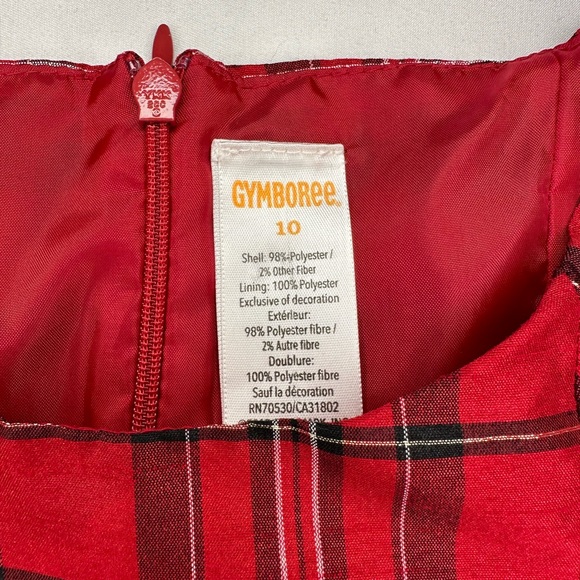 YKK
GYMBOREE
10
Shell: 98% Polyester /
2% Other Fiber
Lining: 100% Polyester
Exclusive of decoration
Extérieur:
98% Polyester fibre /
2% Autre fibre
Doublure:
100% Polyester fibre
Sauf la décoration
RN70530/CA31802